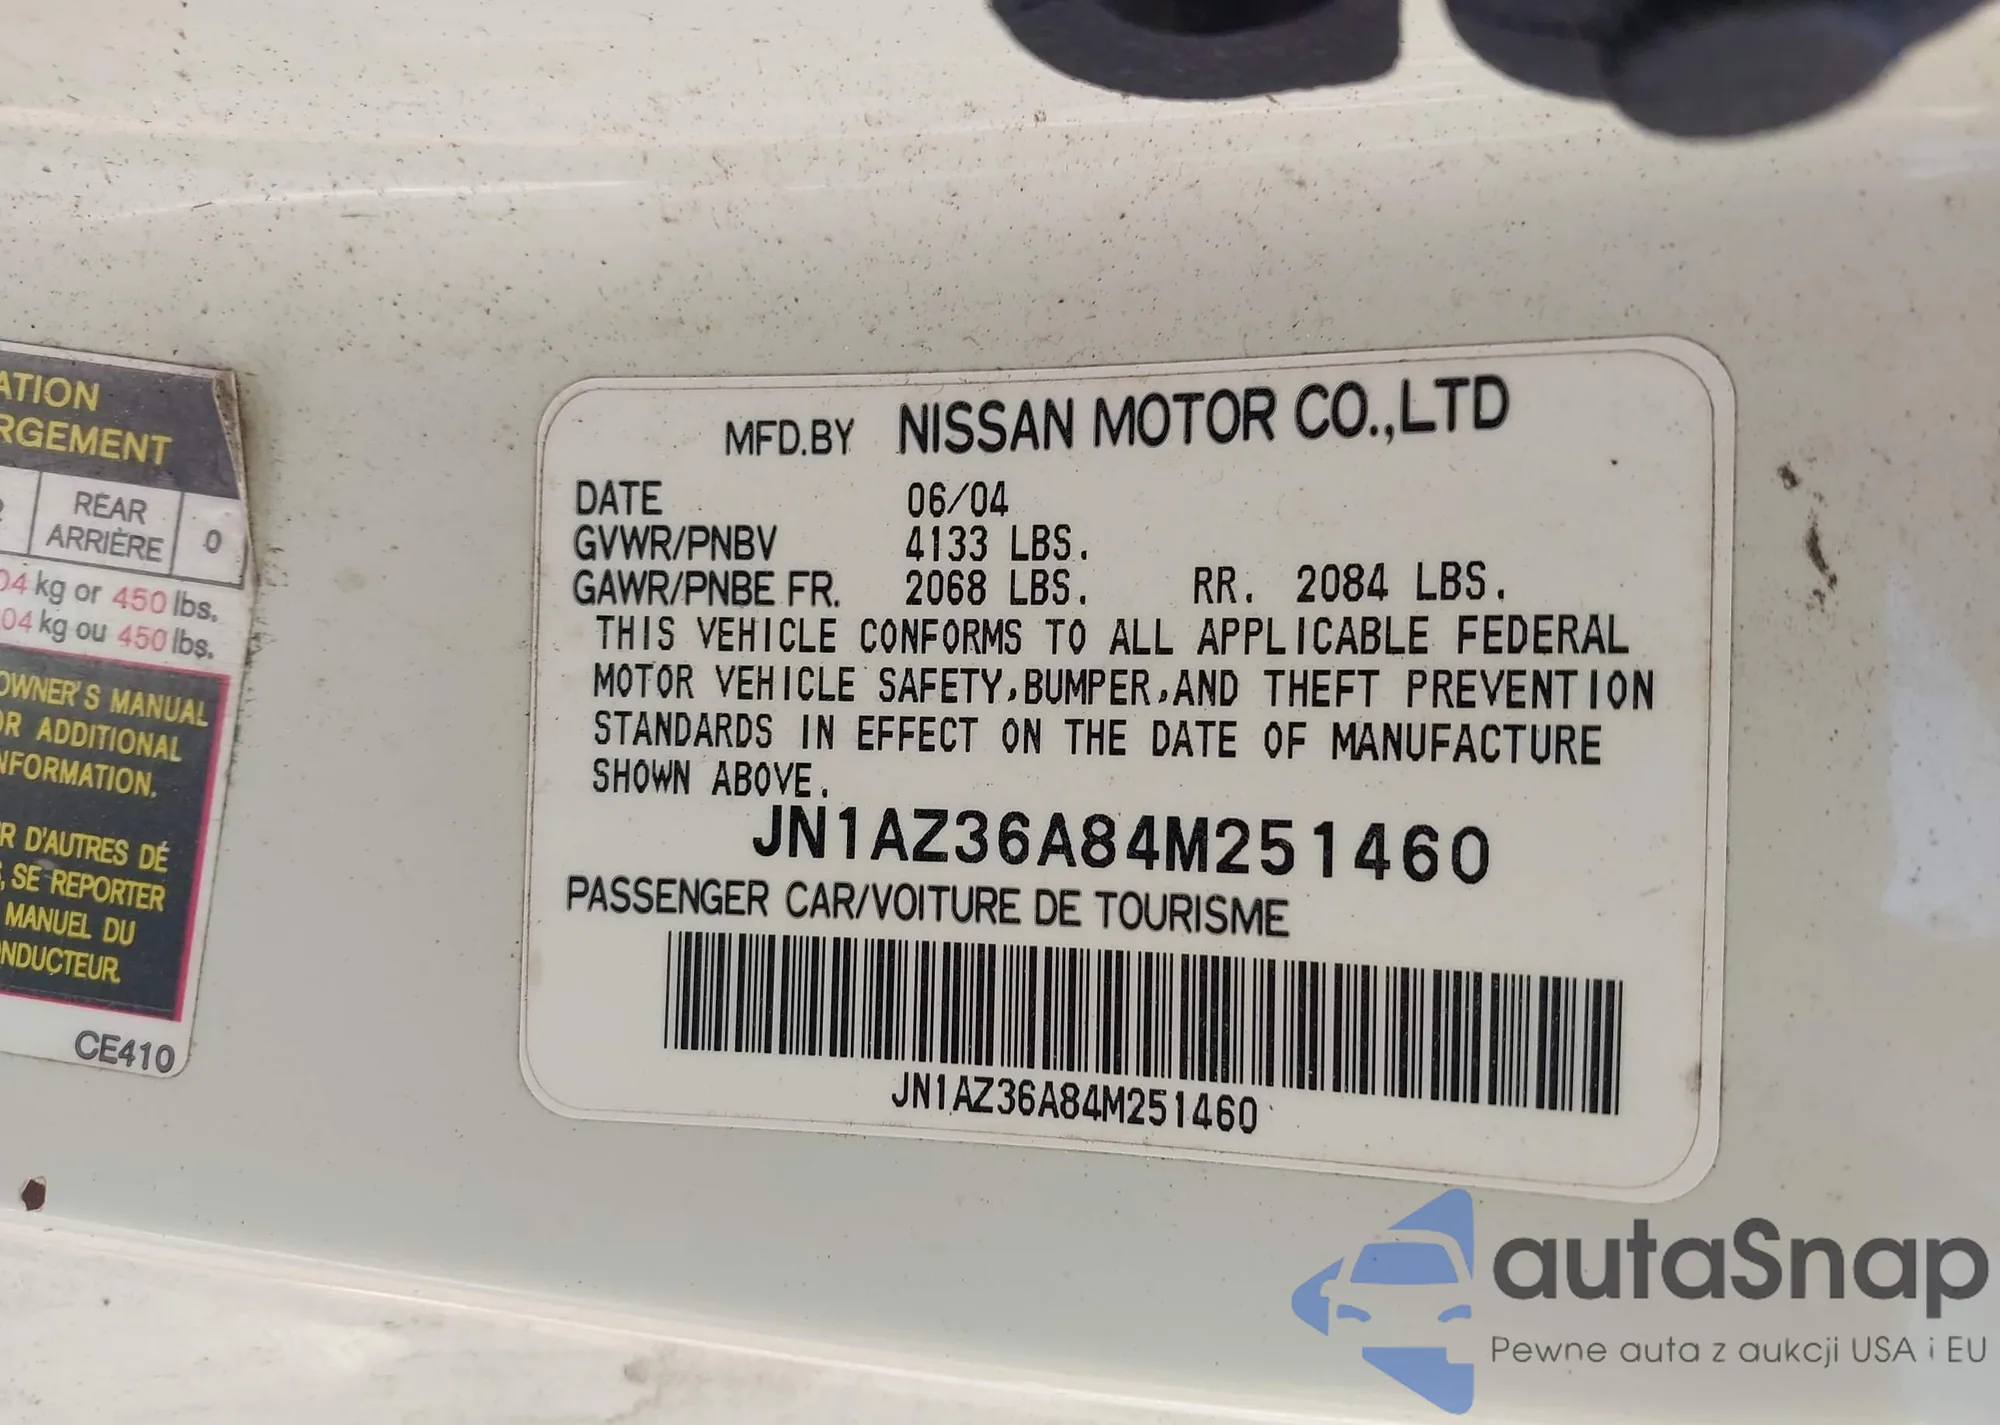 ATION
RGEMENT
REAR
ARRIÈRE
0
04 kg or 450 lbs.
04 kg ou 450 lbs.
OWNER'S MANUAL
OR ADDITIONAL
NFORMATION.
R D'AUTRES DÉ
S, SE REPORTER
MANUEL DU
ONDUCTEUR
CE410
MFD.BY NISSAN MOTOR CO.,LTD
DATE 06/04
GVWR/PNBV 4133 LBS.
GAWR/PNBE FR. 2068 LBS. RR. 2084 LBS.
THIS VEHICLE CONFORMS TO ALL APPLICABLE FEDERAL
MOTOR VEHICLE SAFETY,BUMPER,AND THEFT PREVENTION
STANDARDS IN EFFECT ON THE DATE OF MANUFACTURE
SHOWN ABOVE.
JN1AZ36A84M251460
PASSENGER CAR/VOITURE DE TOURISME
JN1AZ36A84M251460
autaSnap
Pewne auta z aukcji USA i EU